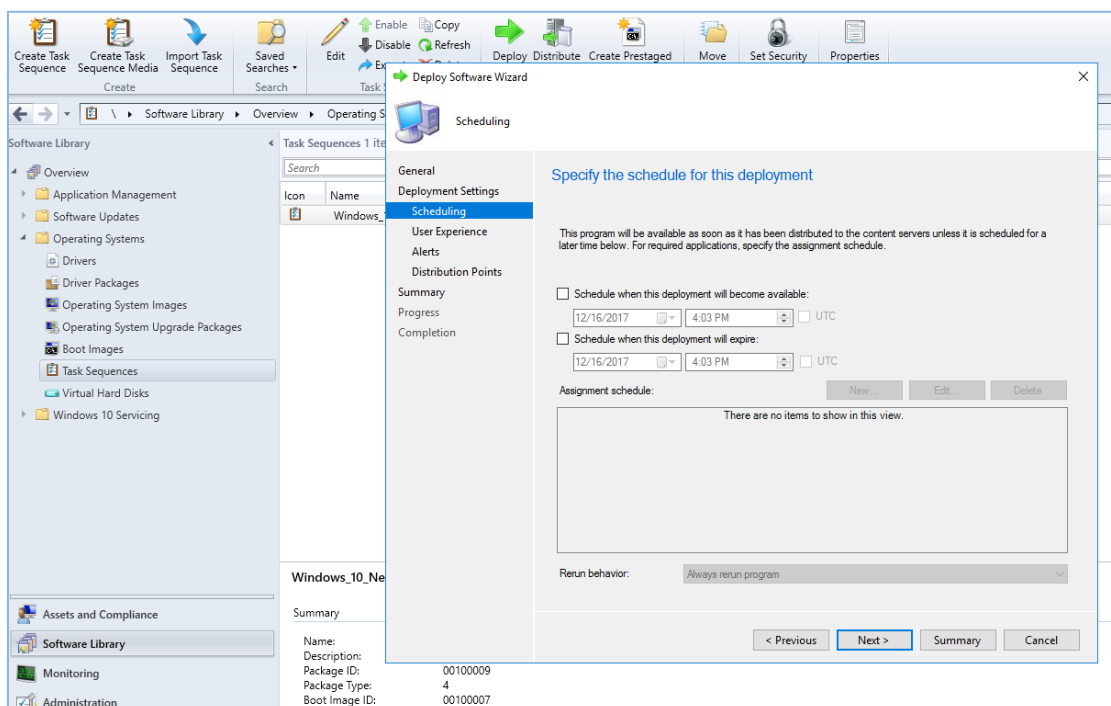 Enable Copy
Disable Refresh
Create Task Sequence
Create Task Sequence Media
Import Task Sequence
Saved Searches
Edit
Deploy
Distribute
Create Prestaged
Move
Set Security
Properties
Create
Search
Task
\ Software Library Overview Operating S
Software Library
Overview
Application Management
Software Updates
Operating Systems
Drivers
Driver Packages
Operating System Images
Operating System Upgrade Packages
Boot Images
Task Sequences
Virtual Hard Disks
Windows 10 Servicing
Assets and Compliance
Software Library
Monitoring
Administration
Task Sequences 1 ite
Search
Icon Name
Windows_
Windows_10_Ne
Summary
Name:
Description:
Package ID: 00100009
Package Type: 4
Boot Image ID: 00100007
Deploy Software Wizard
Scheduling
General
Deployment Settings
Scheduling
User Experience
Alerts
Distribution Points
Summary
Progress
Completion
Specify the schedule for this deployment
This program will be available as soon as it has been distributed to the content servers unless it is scheduled for a
later time below. For required applications, specify the assignment schedule.
Schedule when this deployment will become available:
12/16/2017 4:03 PM UTC
Schedule when this deployment will expire:
12/16/2017 4:03 PM UTC
Assignment schedule: New... Edit... Delete
There are no items to show in this view.
Rerun behavior: Always rerun program
< Previous Next > Summary Cancel